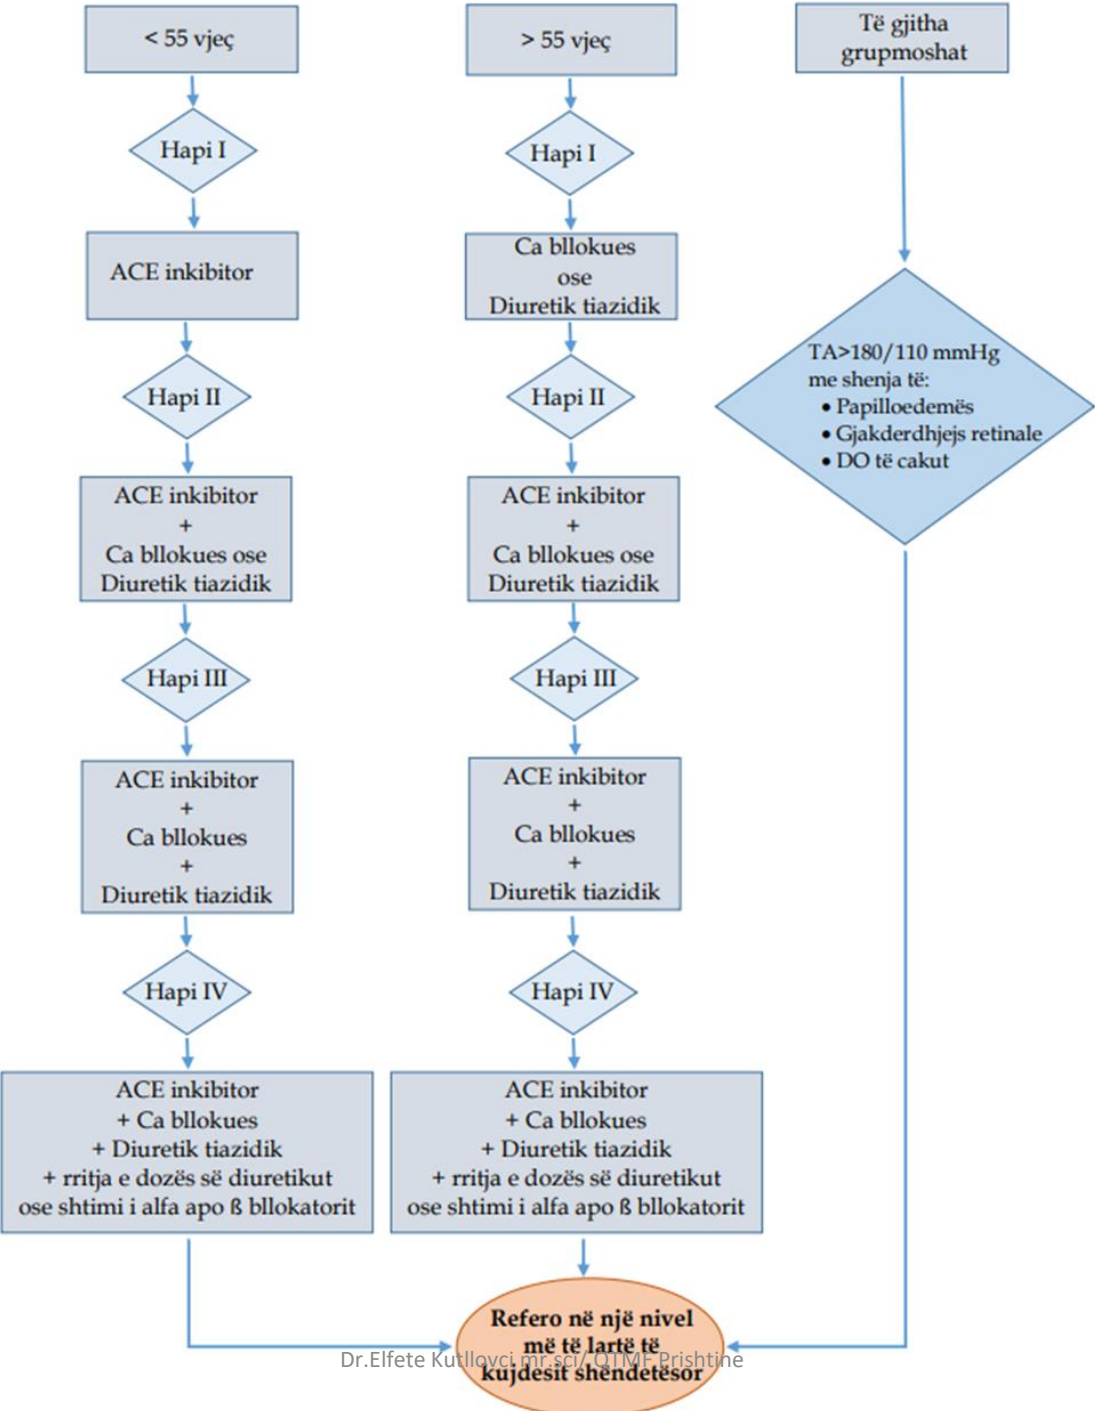 < 55 vjeç
Hapi I
ACE inkibitor
Hapi II
ACE inkibitor
+
Ca bllokues ose
Diuretik tiazidik
Hapi III
ACE inkibitor
+
Ca bllokues
+
Diuretik tiazidik
Hapi IV
ACE inkibitor
+ Ca bllokues
+ Diuretik tiazidik
+ rritja e dozës së diuretikut
ose shtimi i alfa apo ß bllokatorit
> 55 vjeç
Hapi I
Ca bllokues
ose
Diuretik tiazidik
Hapi II
ACE inkibitor
+
Ca bllokues ose
Diuretik tiazidik
Hapi III
ACE inkibitor
+
Ca bllokues
+
Diuretik tiazidik
Hapi IV
ACE inkibitor
+ Ca bllokues
+ Diuretik tiazidik
+ rritja e dozës së diuretikut
ose shtimi i alfa apo ß bllokatorit
Të gjitha
grupmoshat
TA>180/110 mmHg
me shenja të:
• Papilloedemës
• Gjakderdhjejs retinale
• DO të cakut
Refero në një nivel
më të lartë të
kujdesit shëndetësor
Dr.Elfete Kutllovci mr.sci/ QTMF Prishtine